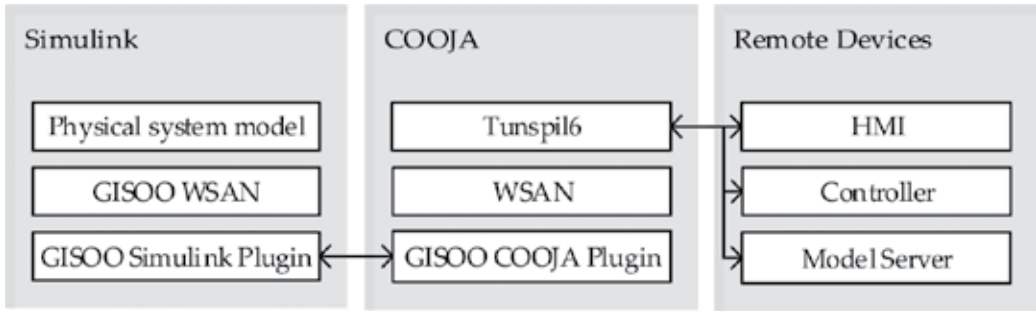 Simulink
Physical system model
GISOO WSAN
GISOO Simulink Plugin
COOJA
Tunspil6
WSAN
GISOO COOJA Plugin
Remote Devices
HMI
Controller
Model Server